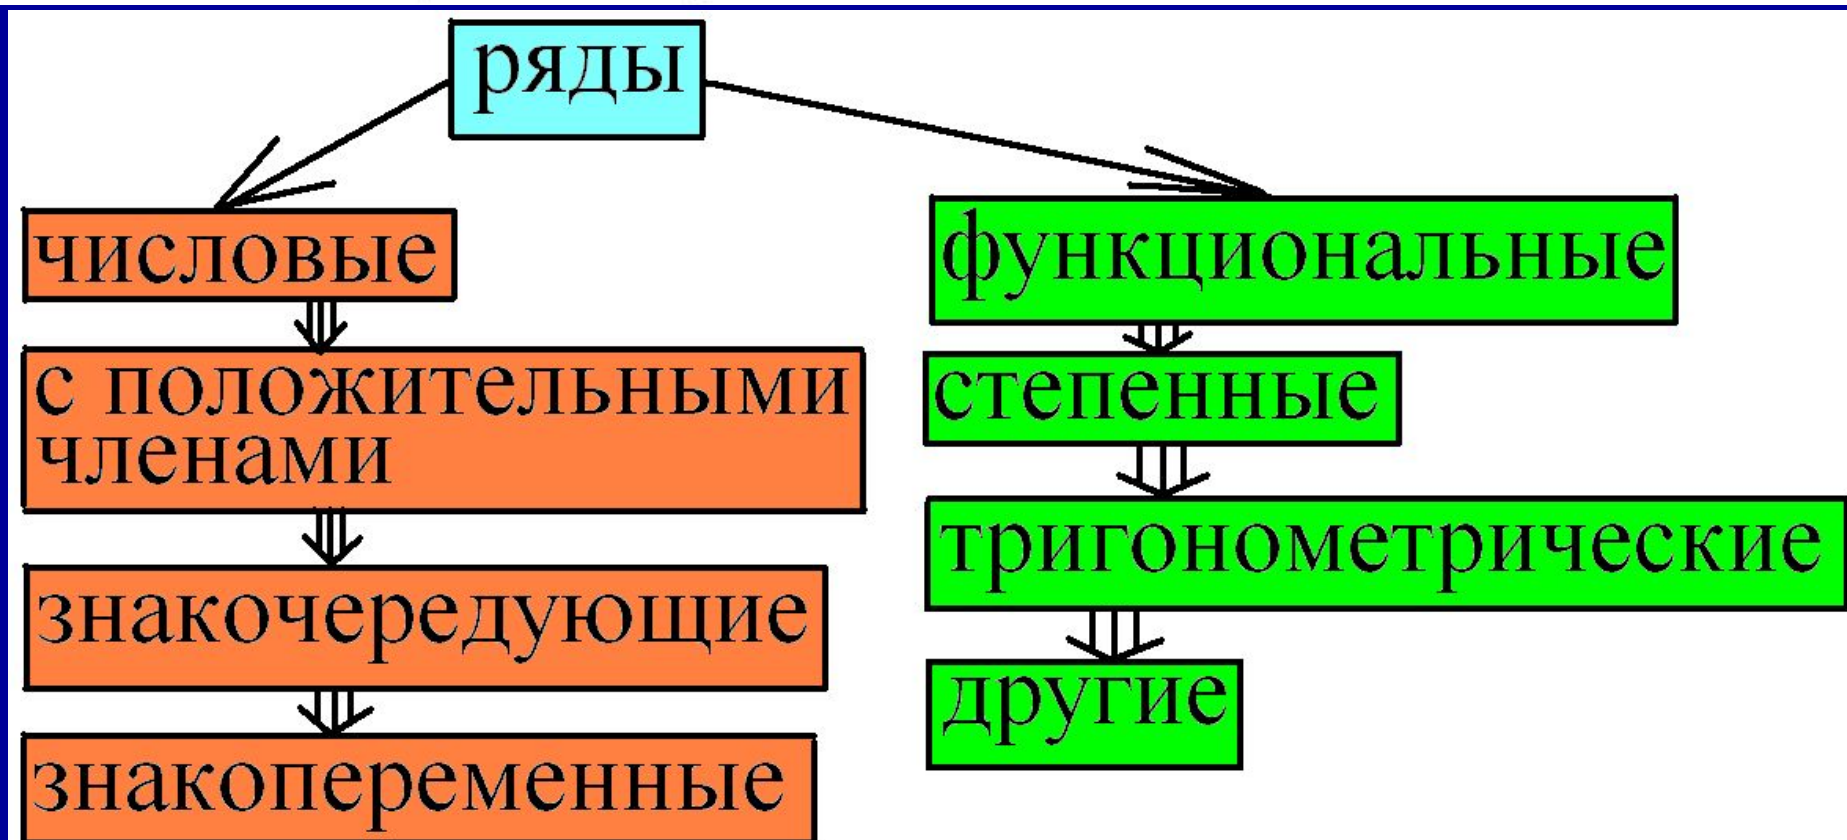 ряды
числовые
с положительными
членами
знакочередующие
знакопеременные
функциональные
степенные
тригонометрические
другие